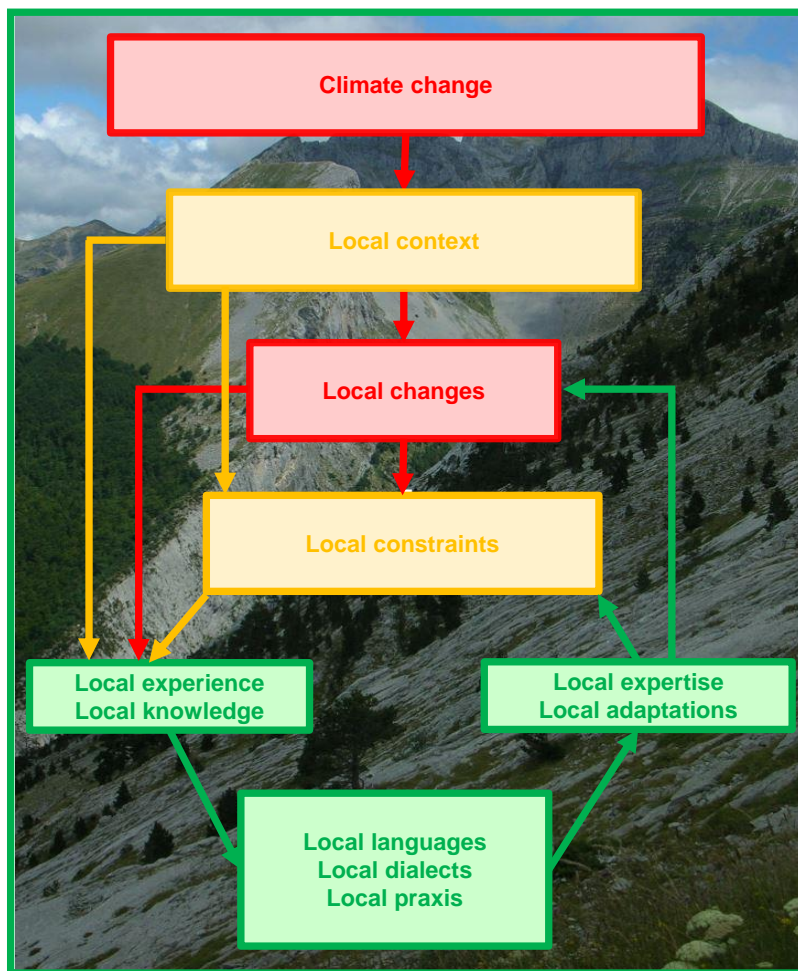 Climate change
Local context
Local changes
Local constraints
Local experience
Local knowledge
Local expertise
Local adaptations
Local languages
Local dialects
Local praxis